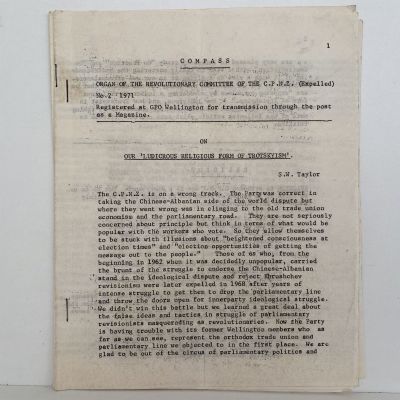 1
COMPASS
ORGAN OF THE REVOLUTIONARY COMMITTEE OF THE C.P.N.Z. (Expelled)
No.2 1971
Registered at GPO Wellington for transmission through the post
as a Magazine.
ON
OUR 'LUDICROUS RELIGIOUS FORM OF TROTSKYISM'.
S.W. Taylor
The C.P.N.Z. is on a wrong track. The Party was correct in
taking the Chinese-Albanian side of the world dispute but
where they went wrong was in clinging to the old trade union
economism and the parliamentary road. They are not seriously
concerned about principle but think in terms of what would be
popular with the workers who vote. So they allow themselves
to be stuck with illusions about "heightened consciousness at
election times" and "election opportunities of getting the
message out to the people." Those of us who, from the
beginning in 1962 when it was decidedly unpopular, carried
the brunt of the struggle to endorse the Chinese-Albanian
stand in the ideological dispute and reject Khrushchev
revisionism were later expelled in 1968 after years of
intense struggle to get them to drop the parliamentary line
and throw the doors open for innerparty ideological struggle.
We didn't win this battle but we learned a great deal about
the false ideas and tactics in struggle of parliamentary
revisionists masquerading as revolutionaries. Now the Party
is having trouble with its former Wellington members who as
far as we can see, represent the orthodox trade union and
parliamentary line we objected to in the first place. We are
glad to be out of the circus of parliamentary politics and